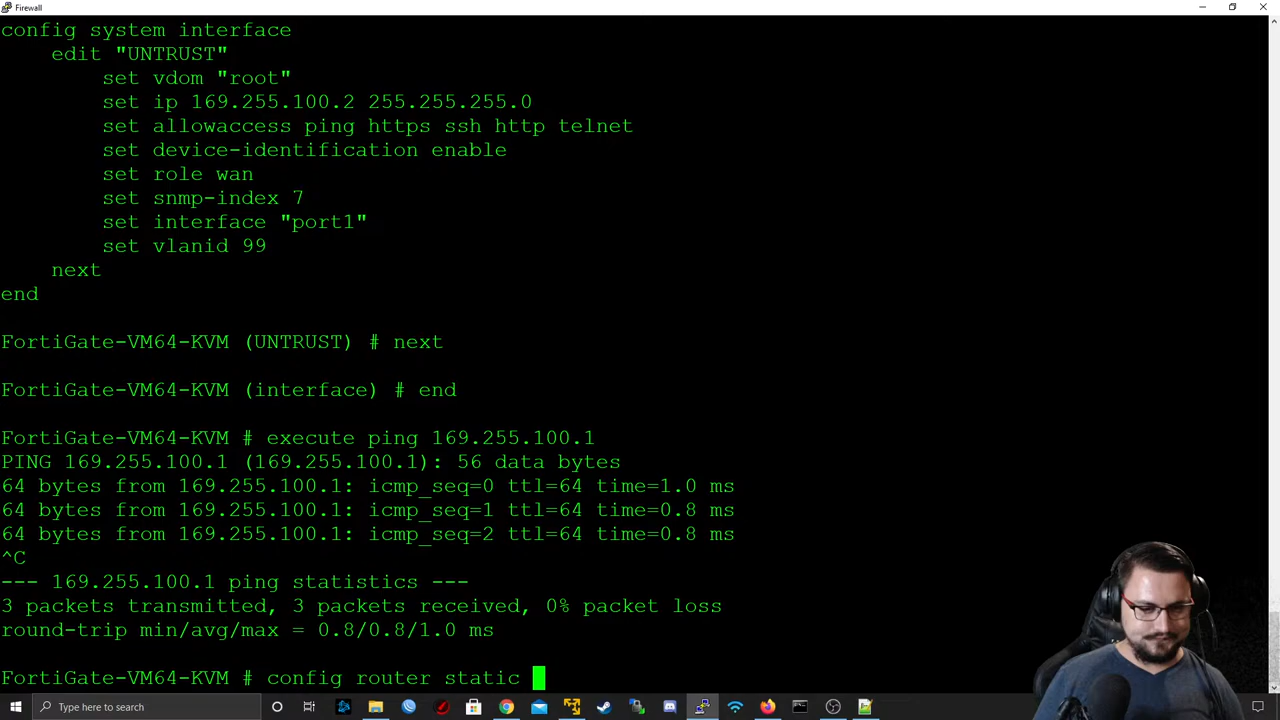 Firewall
config system interface
    edit "UNTRUST"
        set vdom "root"
        set ip 169.255.100.2 255.255.255.0
        set allowaccess ping https ssh http telnet
        set device-identification enable
        set role wan
        set snmp-index 7
        set interface "port1"
        set vlanid 99
    next
end
FortiGate-VM64-KVM (UNTRUST) # next
FortiGate-VM64-KVM (interface) # end
FortiGate-VM64-KVM # execute ping 169.255.100.1
PING 169.255.100.1 (169.255.100.1): 56 data bytes
64 bytes from 169.255.100.1: icmp_seq=0 ttl=64 time=1.0 ms
64 bytes from 169.255.100.1: icmp_seq=1 ttl=64 time=0.8 ms
64 bytes from 169.255.100.1: icmp_seq=2 ttl=64 time=0.8 ms
^C
--- 169.255.100.1 ping statistics ---
3 packets transmitted, 3 packets received, 0% packet loss
round-trip min/avg/max = 0.8/0.8/1.0 ms
FortiGate-VM64-KVM # config router static
Type here to search